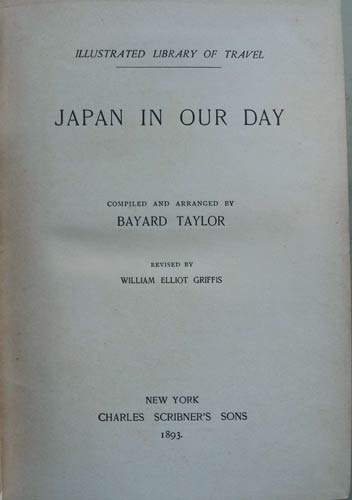 ILLUSTRATED LIBRARY OF TRAVEL
JAPAN IN OUR DAY
COMPILED AND ARRANGED BY
BAYARD TAYLOR
REVISED BY
WILLIAM ELLIOT GRIFFIS
NEW YORK
CHARLES SCRIBNER'S SONS
1893.